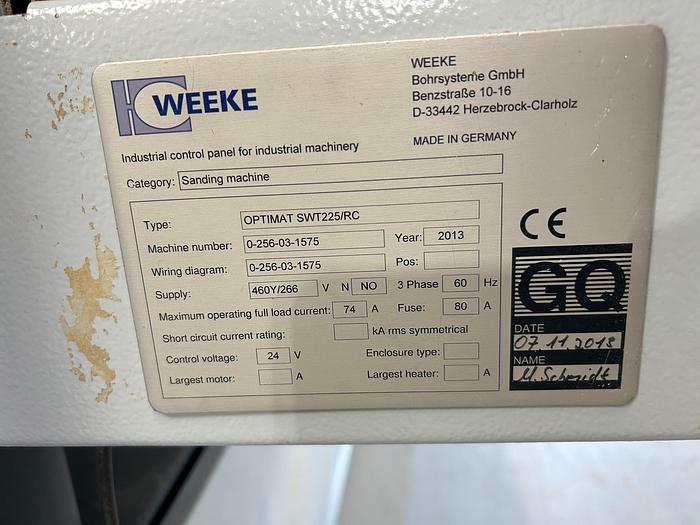 WEEKE
WEEKE
Bohrsysteme GmbH
Benzstraße 10-16
D-33442 Herzebrock-Clarholz
MADE IN GERMANY
Industrial control panel for industrial machinery
Category: Sanding machine
Type: OPTIMAT SWT225/RC
Machine number: 0-256-03-1575 Year: 2013
Wiring diagram: 0-256-03-1575 Pos:
Supply: 460Y/266 V N NO 3 Phase 60 Hz
Maximum operating full load current: 74 A Fuse: 80 A
Short circuit current rating: kA rms symmetrical
Control voltage: 24 V Enclosure type:
Largest motor: A Largest heater: A
CE
GQ
DATE
07 11 2013
NAME
M. Schmidt